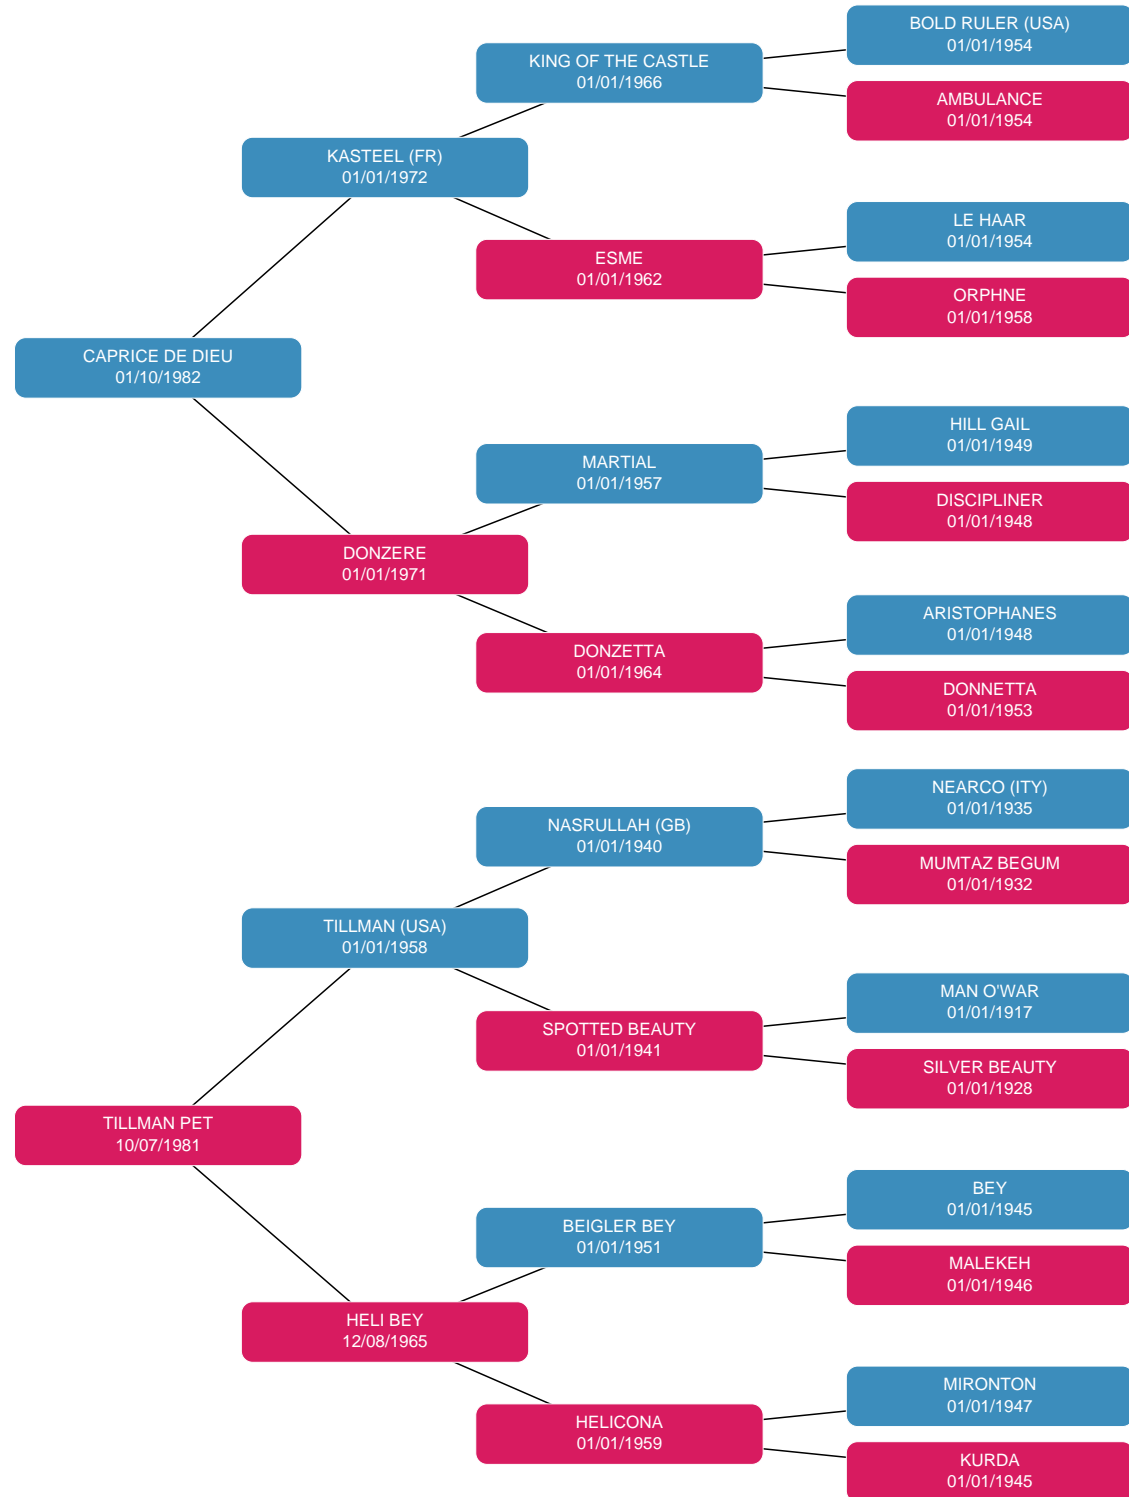 BOLD RULER (USA)
01/01/1954
KING OF THE CASTLE
01/01/1966
AMBULANCE
01/01/1954
KASTEEL (FR)
01/01/1972
LE HAAR
01/01/1954
ESME
01/01/1962
ORPHNE
01/01/1958
CAPRICE DE DIEU
01/10/1982
HILL GAIL
01/01/1949
MARTIAL
01/01/1957
DISCIPLINER
01/01/1948
DONZERE
01/01/1971
ARISTOPHANES
01/01/1948
DONZETTA
01/01/1964
DONNETTA
01/01/1953
NEARCO (ITY)
01/01/1935
NASRULLAH (GB)
01/01/1940
MUMTAZ BEGUM
01/01/1932
TILLMAN (USA)
01/01/1958
MAN O'WAR
01/01/1917
SPOTTED BEAUTY
01/01/1941
SILVER BEAUTY
01/01/1928
TILLMAN PET
10/07/1981
BEY
01/01/1945
BEIGLER BEY
01/01/1951
MALEKEH
01/01/1946
HELI BEY
12/08/1965
MIRONTON
01/01/1947
HELICONA
01/01/1959
KURDA
01/01/1945